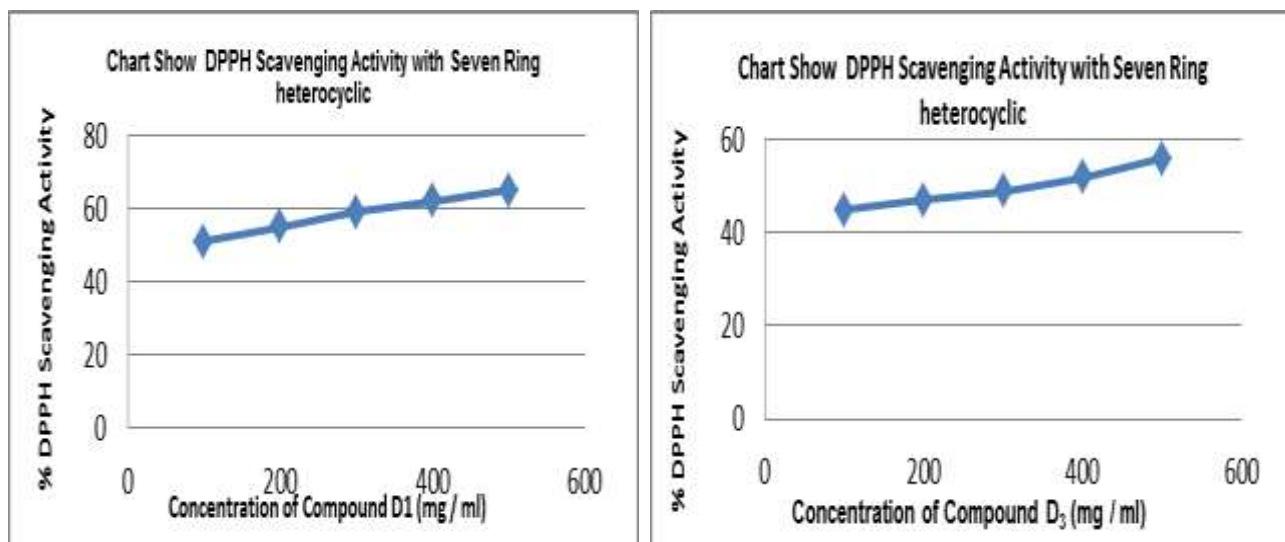 Chart Show DPPH Scavenging Activity with Seven Ring
heterocyclic
% DPPH Scavenging Activity
80
60
40
20
0
0 200 400 600
Concentration of Compound D1 (mg / ml)
Chart Show DPPH Scavenging Activity with Seven Ring
heterocyclic
% DPPH Scavenging Activity
60
40
20
0
0 200 400 600
Concentration of Compound D₃ (mg / ml)